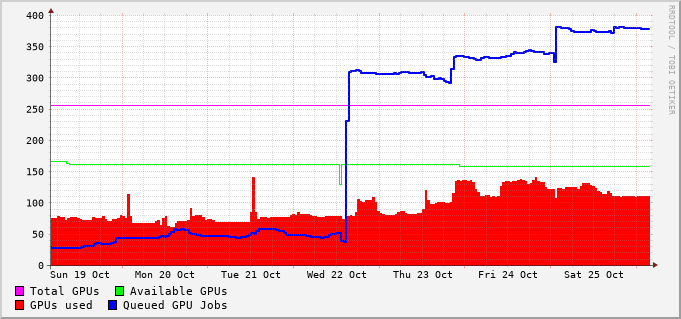 400
350
300
250
200
150
100
50
0
Sun 19 Oct Mon 20 Oct Tue 21 Oct Wed 22 Oct Thu 23 Oct Fri 24 Oct Sat 25 Oct
Total GPUs Available GPUs
GPUs used Queued GPU Jobs
RRDTOOL / TOBI OETIKER